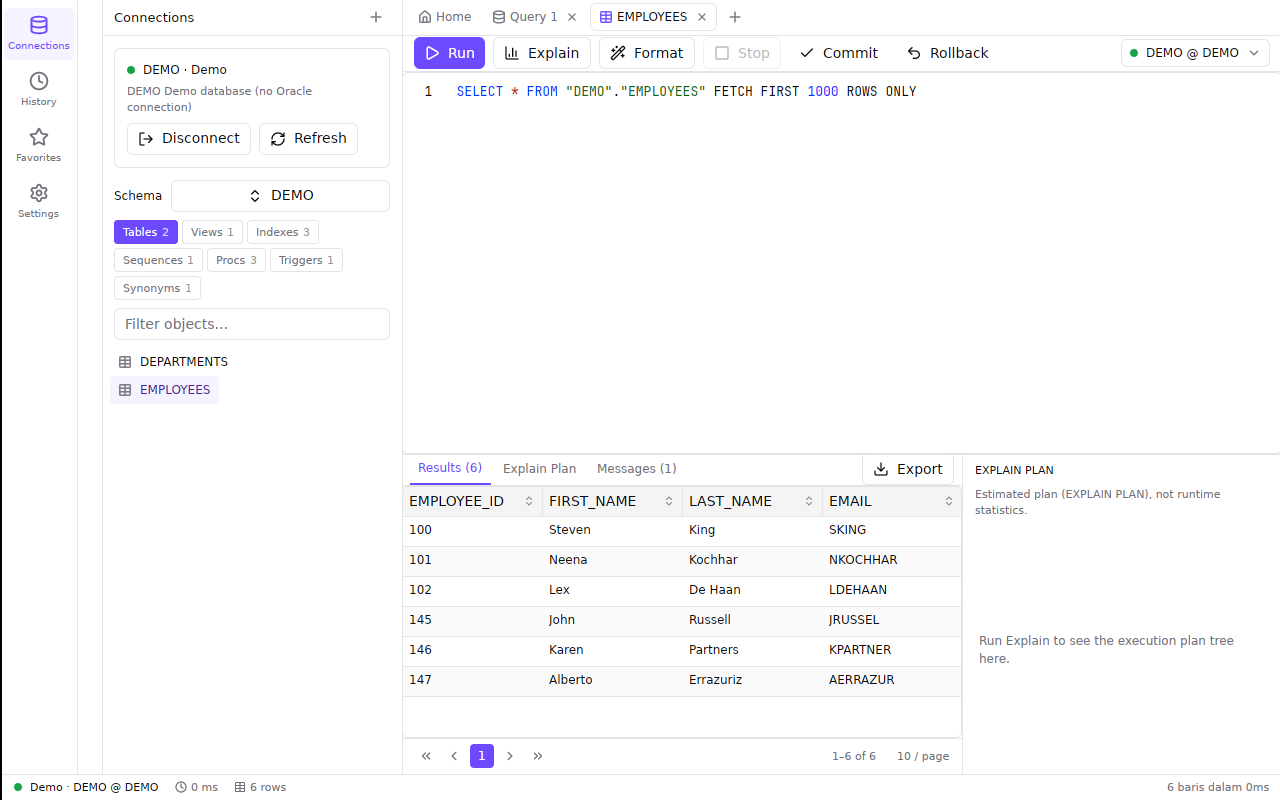 Connections
History
Favorites
Settings
Connections
DEMO · Demo
DEMO Demo database (no Oracle
connection)
Disconnect
Refresh
Schema
DEMO
Tables 2
Views 1
Indexes 3
Sequences 1
Procs 3
Triggers 1
Synonyms 1
Filter objects...
DEPARTMENTS
EMPLOYEES
Home
Query 1
EMPLOYEES
Run
Explain
Format
Stop
Commit
Rollback
DEMO @ DEMO
1 SELECT * FROM "DEMO"."EMPLOYEES" FETCH FIRST 1000 ROWS ONLY
Results (6)
Explain Plan
Messages (1)
Export
EMPLOYEE_ID FIRST_NAME LAST_NAME EMAIL
100 Steven King SKING
101 Neena Kochhar NKOCHHAR
102 Lex De Haan LDEHAAN
145 John Russell JRUSSEL
146 Karen Partners KPARTNER
147 Alberto Errazuriz AERRAZUR
1
1–6 of 6
10 / page
EXPLAIN PLAN
Estimated plan (EXPLAIN PLAN), not runtime
statistics.
Run Explain to see the execution plan tree
here.
Demo · DEMO @ DEMO
0 ms
6 rows
6 baris dalam 0ms